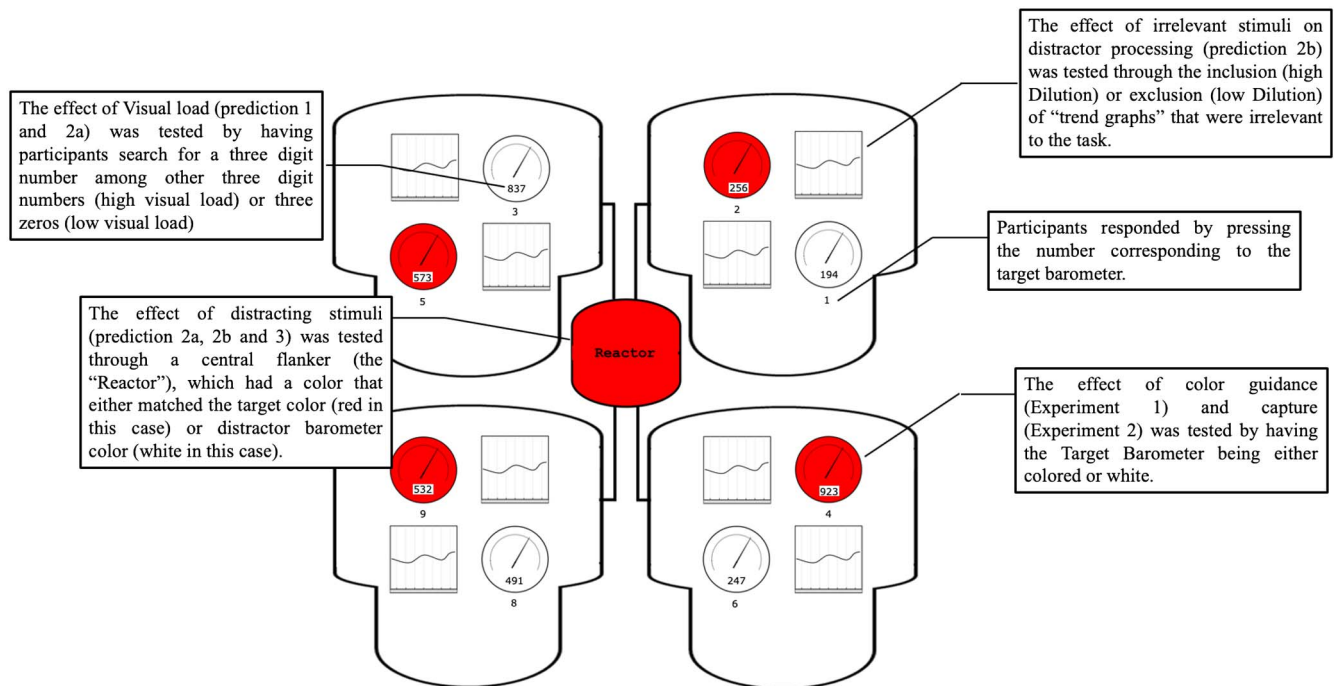 The effect of Visual load (prediction 1
and 2a) was tested by having
participants search for a three digit
number among other three digit
numbers (high visual load) or three
zeros (low visual load)
The effect of irrelevant stimuli on
distractor processing (prediction 2b)
was tested through the inclusion (high
Dilution) or exclusion (low Dilution)
of “trend graphs” that were irrelevant
to the task.
837
3
573
5
256
2
194
1
Participants responded by pressing
the number corresponding to the
target barometer.
The effect of distracting stimuli
(prediction 2a, 2b and 3) was tested
through a central flanker (the
“Reactor”), which had a color that
either matched the target color (red in
this case) or distractor barometer
color (white in this case).
Reactor
The effect of color guidance
(Experiment 1) and capture
(Experiment 2) was tested by having
the Target Barometer being either
colored or white.
532
9
491
8
923
4
247
6